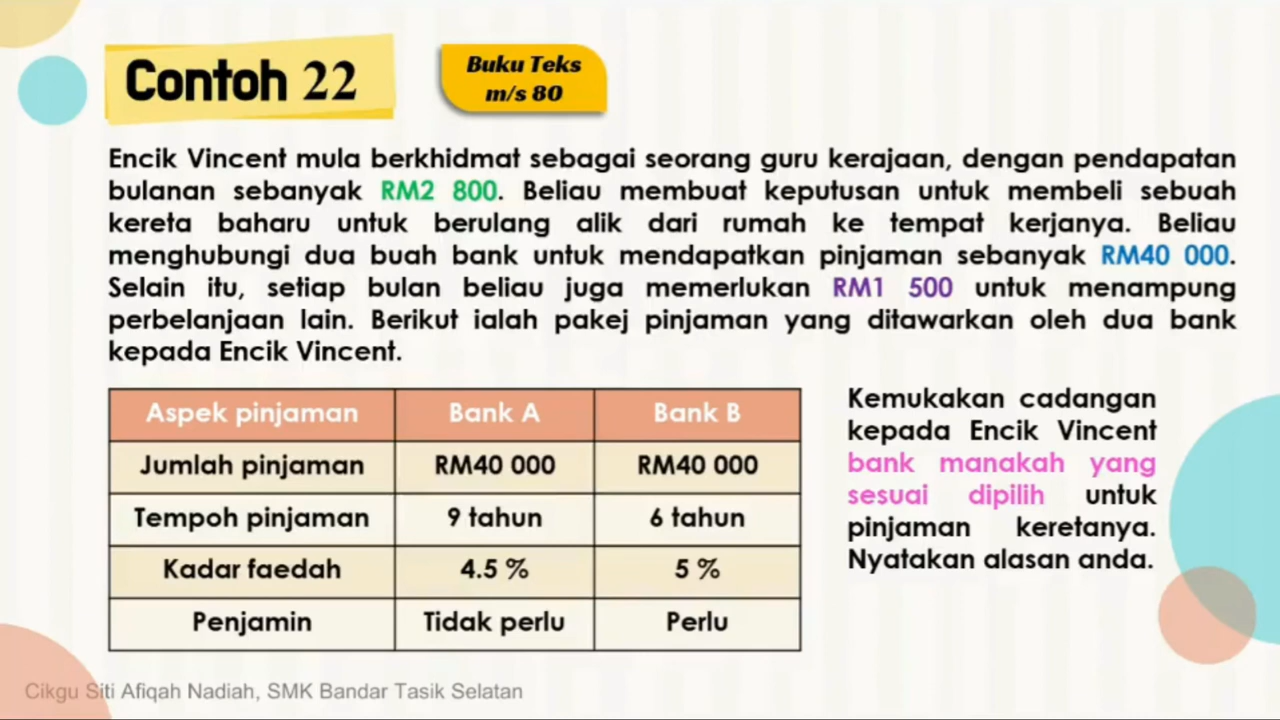 Contoh 22
Buku Teks
m/s 80
Encik Vincent mula berkhidmat sebagai seorang guru kerajaan, dengan pendapatan
bulanan sebanyak RM2 800. Beliau membuat keputusan untuk membeli sebuah
kereta baharu untuk berulang alik dari rumah ke tempat kerjanya. Beliau
menghubungi dua buah bank untuk mendapatkan pinjaman sebanyak RM40 000.
Selain itu, setiap bulan beliau juga memerlukan RM1 500 untuk menampung
perbelanjaan lain. Berikut ialah pakej pinjaman yang ditawarkan oleh dua bank
kepada Encik Vincent.
Aspek pinjaman Bank A Bank B
Jumlah pinjaman RM40 000 RM40 000
Tempoh pinjaman 9 tahun 6 tahun
Kadar faedah 4.5 % 5 %
Penjamin Tidak perlu Perlu
Kemukakan cadangan
kepada Encik Vincent
bank manakah yang
sesuai dipilih untuk
pinjaman keretanya.
Nyatakan alasan anda.
Cikgu Siti Afiqah Nadiah, SMK Bandar Tasik Selatan